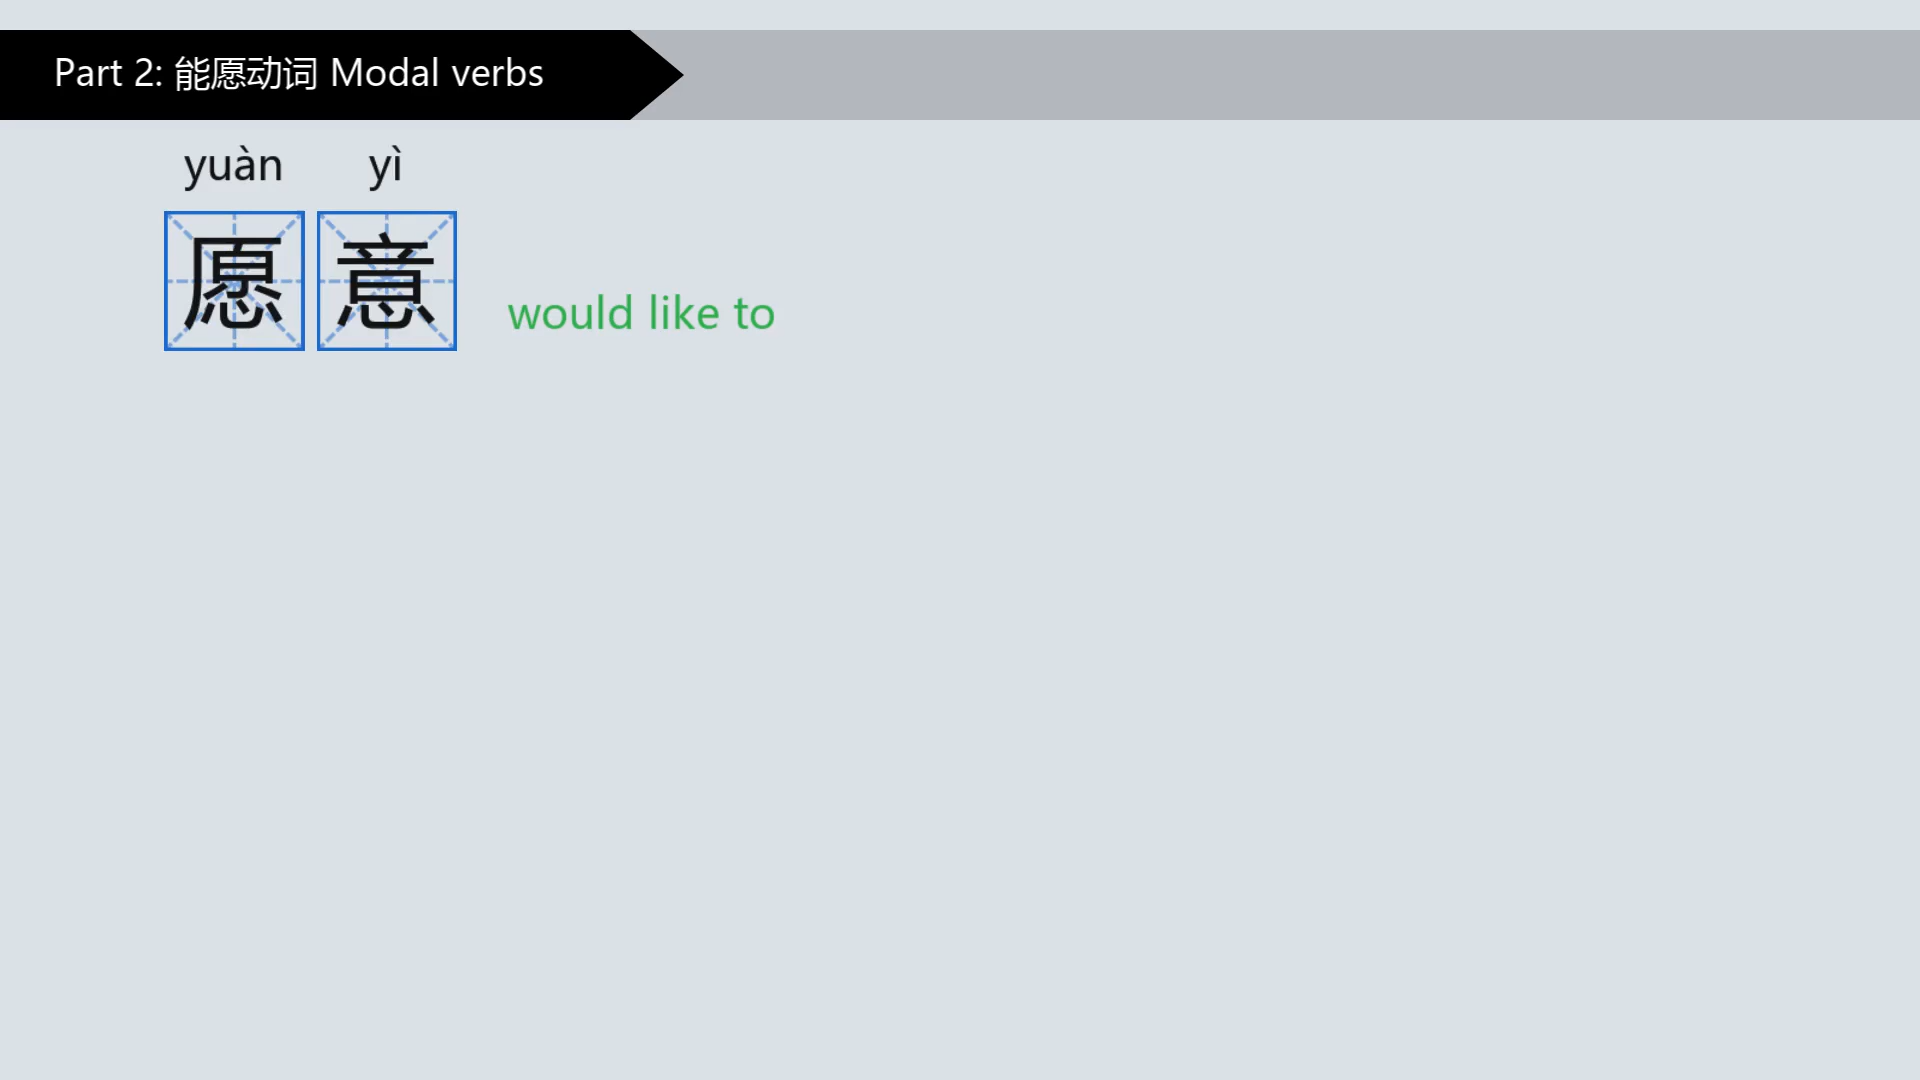 Part 2: 能愿动词 Modal verbs
yuàn yì
愿意 would like to